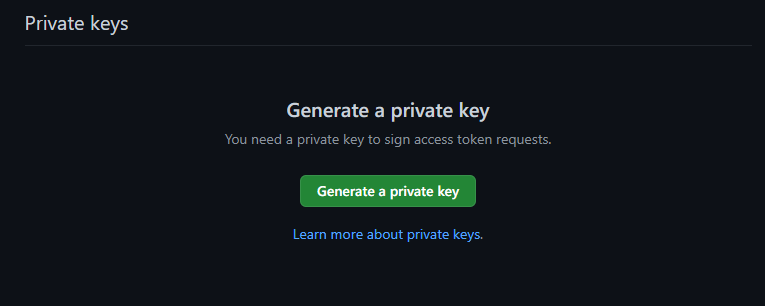 Private keys
Generate a private key
You need a private key to sign access token requests.
Generate a private key
Learn more about private keys.